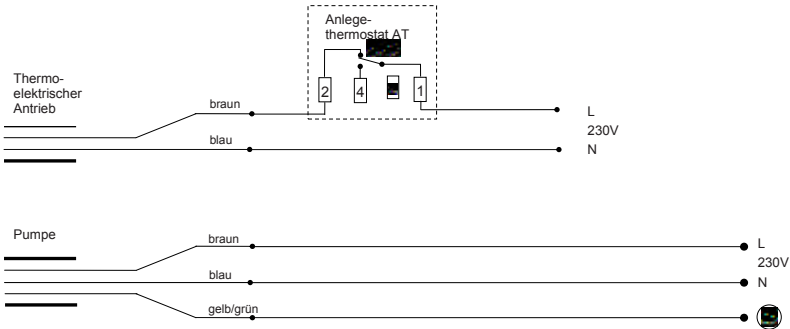 Anlege-
thermostat AT
2 4 1
Thermo-
elektrischer
Antrieb
braun
L
230V
blau
N
Pumpe
braun
L
230V
blau
N
gelb/grün